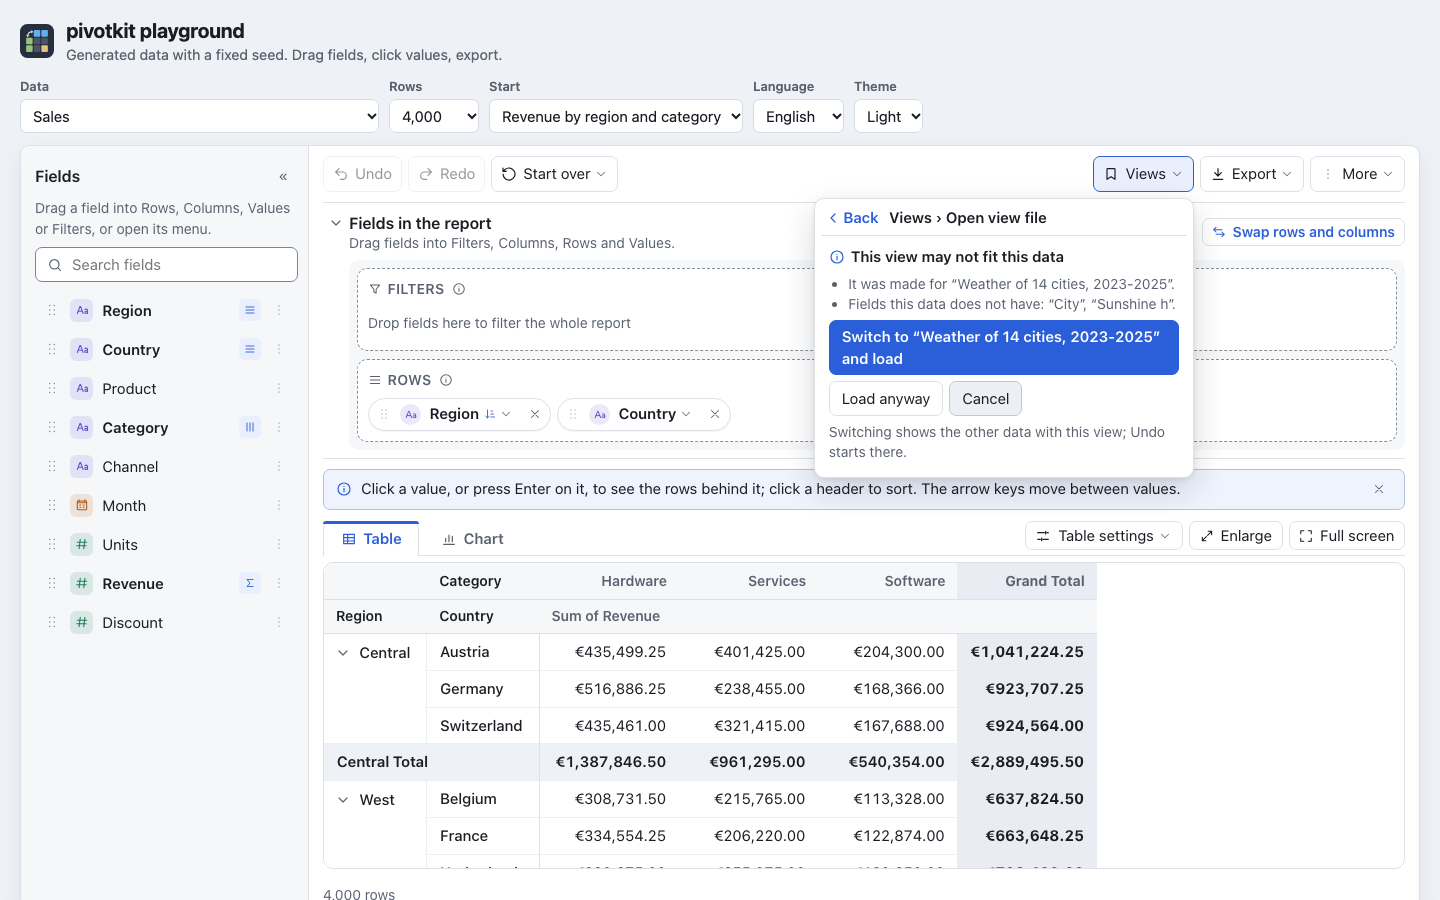 pivotkit playground
Generated data with a fixed seed. Drag fields, click values, export.
Data
Rows
Start
Language
Theme
Sales
4,000
Revenue by region and category
English
Light
Fields
«
Drag a field into Rows, Columns, Values
or Filters, or open its menu.
Search fields
Aa Region
Aa Country
Aa Product
Aa Category
Aa Channel
Month
# Units
# Revenue Σ
# Discount
Undo
Redo
Start over
Views
Export
More
Fields in the report
Drag fields into Filters, Columns, Rows and Values.
Swap rows and columns
FILTERS
Drop fields here to filter the whole report
ROWS
Aa Region
Aa Country
Back Views › Open view file
This view may not fit this data
• It was made for “Weather of 14 cities, 2023-2025”.
• Fields this data does not have: “City”, “Sunshine h”.
Switch to “Weather of 14 cities, 2023-2025”
and load
Load anyway
Cancel
Switching shows the other data with this view; Undo
starts there.
Click a value, or press Enter on it, to see the rows behind it; click a header to sort. The arrow keys move between values.
Table
Chart
Table settings
Enlarge
Full screen
Category Hardware Services Software Grand Total
Region Country Sum of Revenue
Central Austria €435,499.25 €401,425.00 €204,300.00 €1,041,224.25
Germany €516,886.25 €238,455.00 €168,366.00 €923,707.25
Switzerland €435,461.00 €321,415.00 €167,688.00 €924,564.00
Central Total €1,387,846.50 €961,295.00 €540,354.00 €2,889,495.50
West Belgium €308,731.50 €215,765.00 €113,328.00 €637,824.50
France €334,554.25 €206,220.00 €122,874.00 €663,648.25
4,000 rows